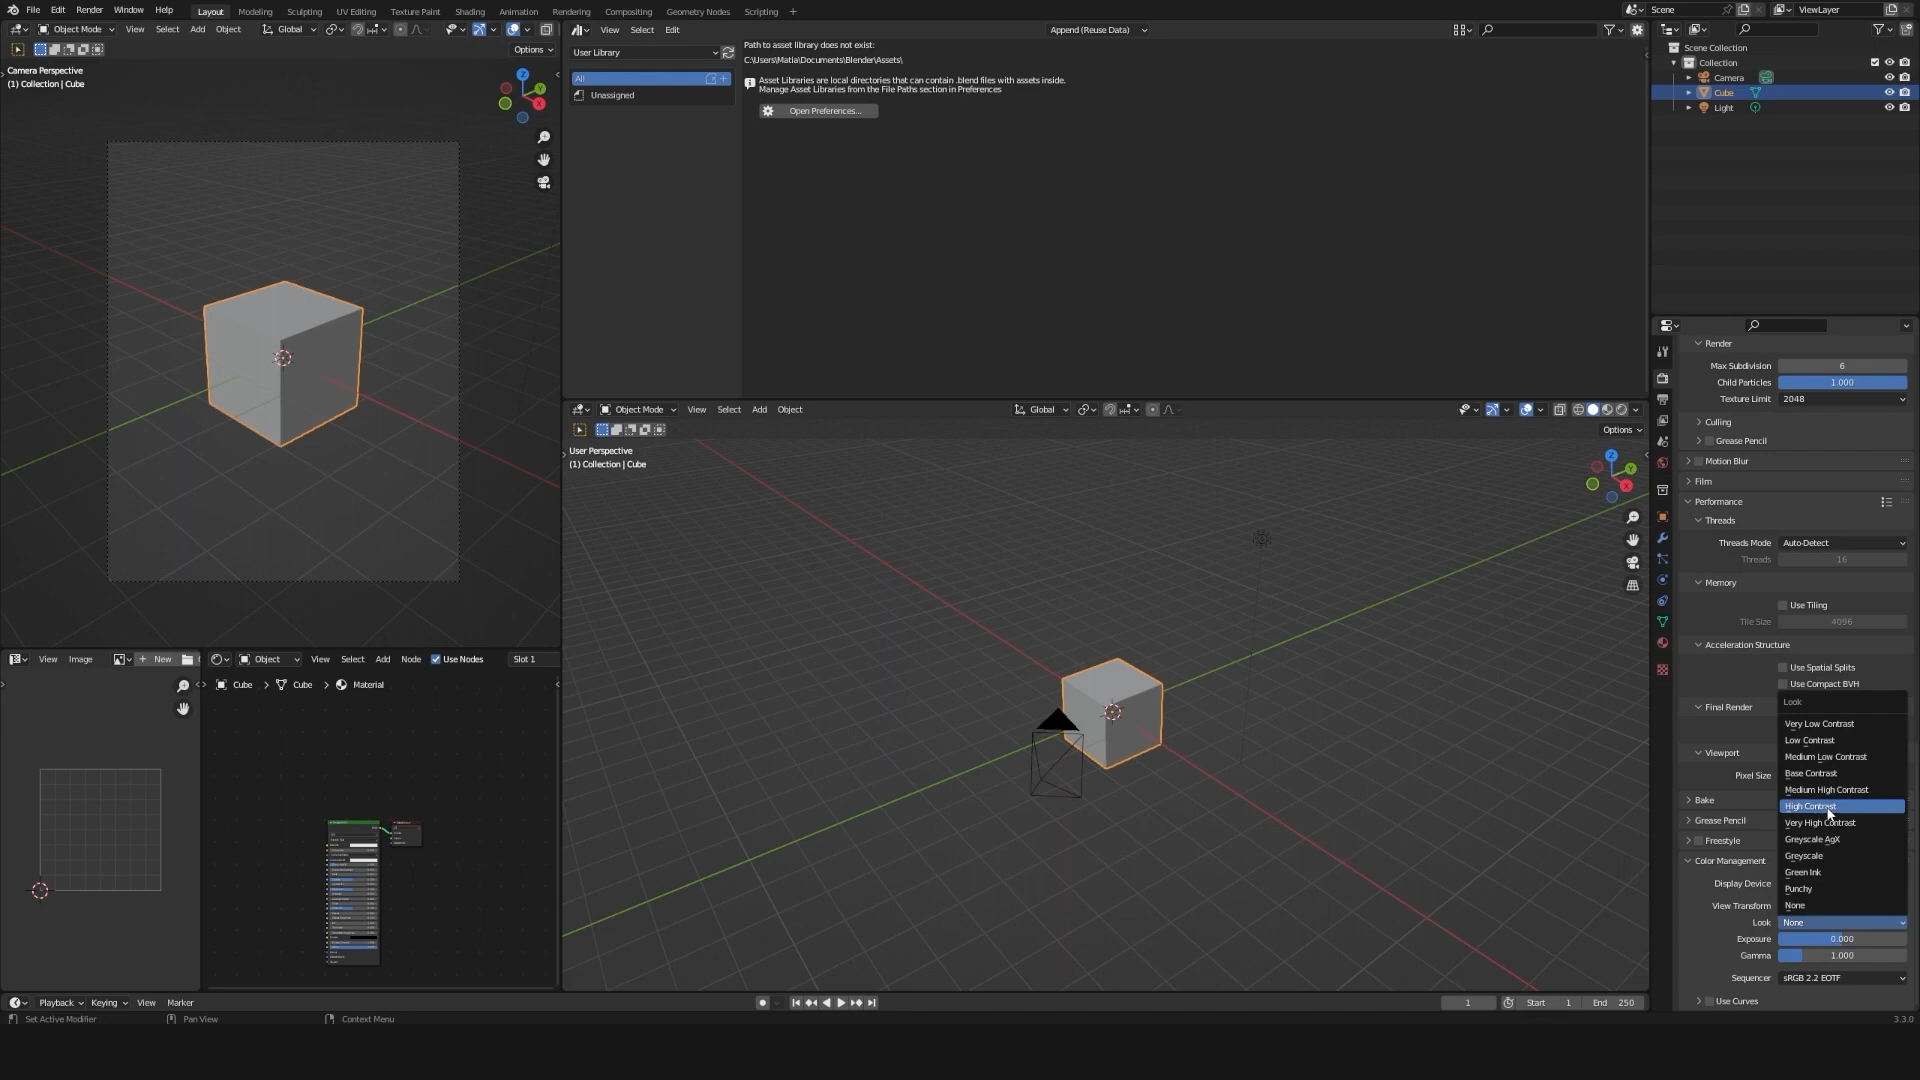 File Edit Render Window Help Layout Modeling Sculpting UV Editing Texture Paint Shading Animation Rendering Compositing Geometry Nodes Scripting + Scene ViewLayer
Object Mode View Select Add Object Global
Options
Camera Perspective
(1) Collection | Cube
View Select Edit Append (Reuse Data)
User Library
All
Unassigned
Path to asset library does not exist:
C:\Users\Matia\Documents\Blender\Assets\
Asset Libraries are local directories that can contain .blend files with assets inside.
Manage Asset Libraries from the File Paths section in Preferences
Open Preferences...
Scene Collection
Collection
Camera
Cube
Light
Object Mode View Select Add Object Global
Options
User Perspective
(1) Collection | Cube
View Image + New
Object View Select Add Node Use Nodes Slot 1
Cube > Cube > Material
Render
Max Subdivision 6
Child Particles 1.000
Texture Limit 2048
Culling
Grease Pencil
Motion Blur
Film
Performance
Threads
Threads Mode Auto-Detect
Threads 16
Memory
Use Tiling
Tile Size 4096
Acceleration Structure
Use Spatial Splits
Use Compact BVH
Final Render
Viewport
Pixel Size
Bake
Grease Pencil
Freestyle
Color Management
Display Device
View Transform
Look
Very Low Contrast
Low Contrast
Medium Low Contrast
Base Contrast
Medium High Contrast
High Contrast
Very High Contrast
Greyscale AgX
Greyscale
Green Ink
Punchy
None
Look None
Exposure 0.000
Gamma 1.000
Sequencer sRGB 2.2 EOTF
Use Curves
Playback Keying View Marker 1 Start 1 End 250
Set Active Modifier Pan View Context Menu 3.3.0